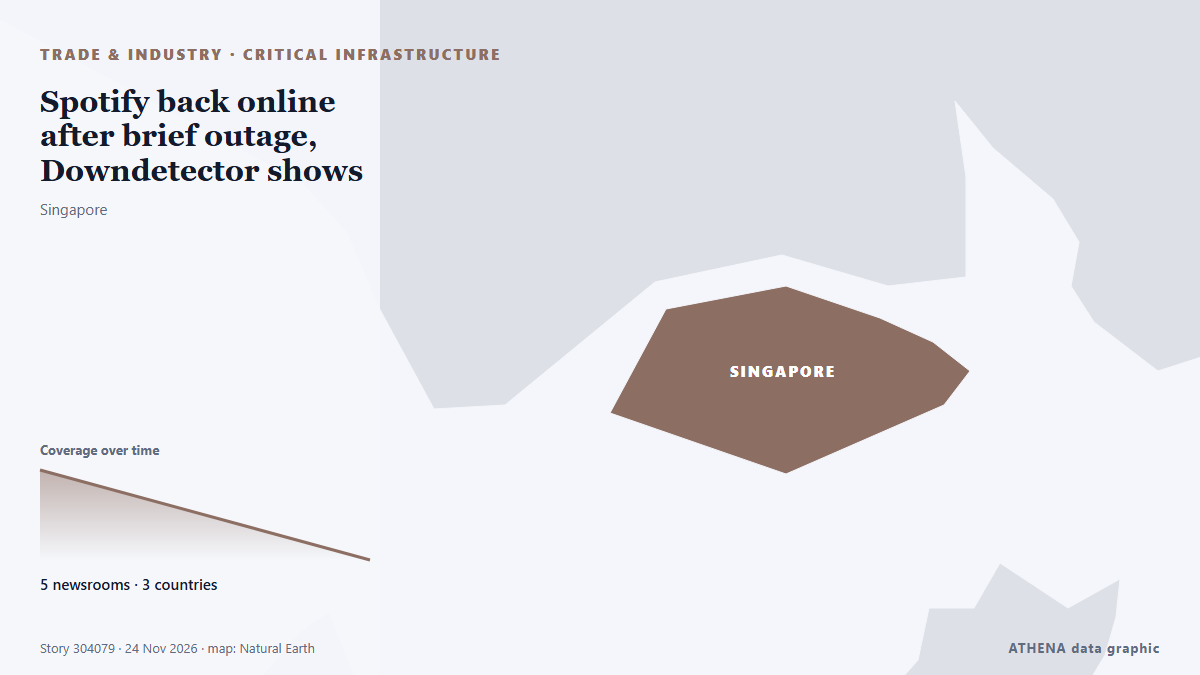 TRADE & INDUSTRY · CRITICAL INFRASTRUCTURE
Spotify back online
after brief outage,
Downdetector shows
Singapore
SINGAPORE
Coverage over time
5 newsrooms · 3 countries
Story 304079 · 24 Nov 2026 · map: Natural Earth
ATHENA data graphic